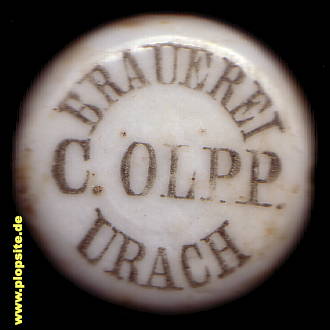 BRAUEREI
C. OLPP.
URACH
www.plopsite.de